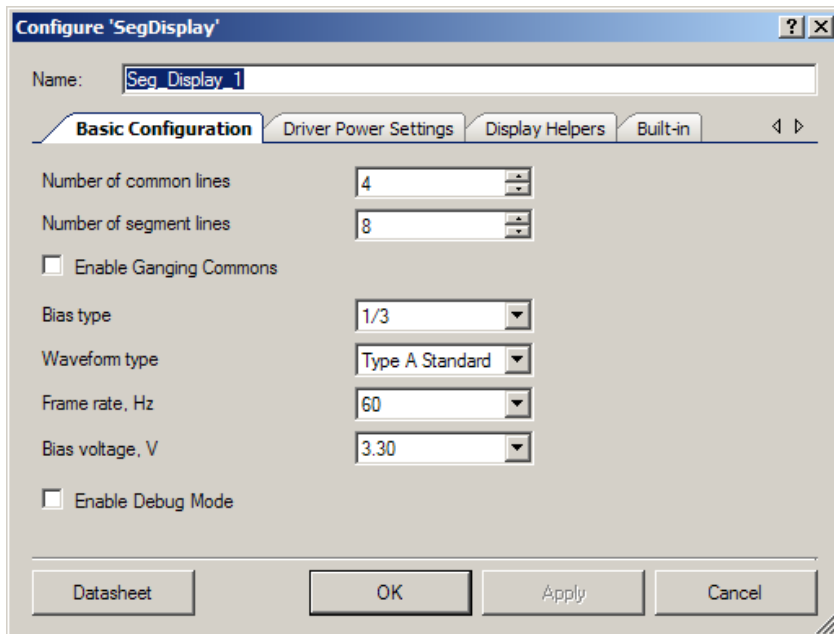 Configure 'SegDisplay'
Name: Seg_Display_1
Basic Configuration Driver Power Settings Display Helpers Built-in
Number of common lines 4
Number of segment lines 8
Enable Ganging Commons
Bias type 1/3
Waveform type Type A Standard
Frame rate, Hz 60
Bias voltage, V 3.30
Enable Debug Mode
Datasheet OK Apply Cancel